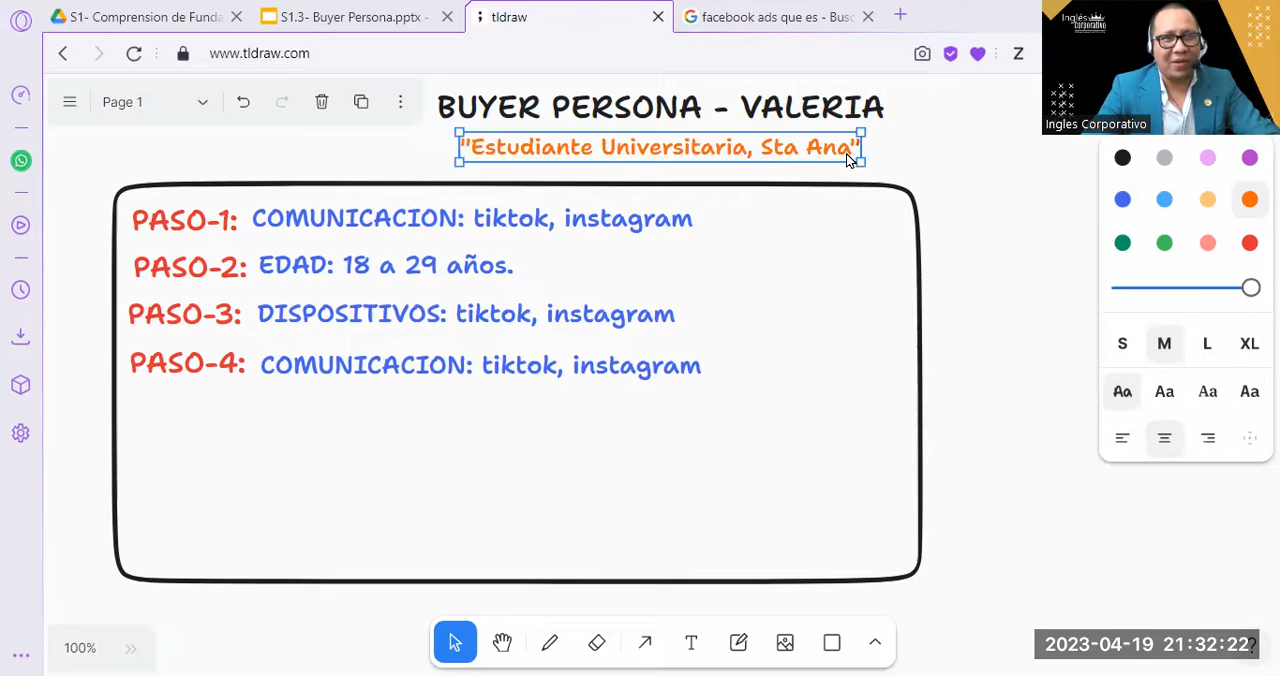 S1- Comprension de Funda
S1.3- Buyer Persona.pptx -
tldraw
facebook ads que es - Busc
www.tldraw.com
Z
Inglés
Corporativo
Ingles Corporativo
Page 1
BUYER PERSONA - VALERIA
"Estudiante Universitaria, Sta Ana"
PASO-1: COMUNICACION: tiktok, instagram
PASO-2: EDAD: 18 a 29 años.
PASO-3: DISPOSITIVOS: tiktok, instagram
PASO-4: COMUNICACION: tiktok, instagram
S M L XL
Aa Aa Aa Aa
100%
T
2023-04-19 21:32:22
?